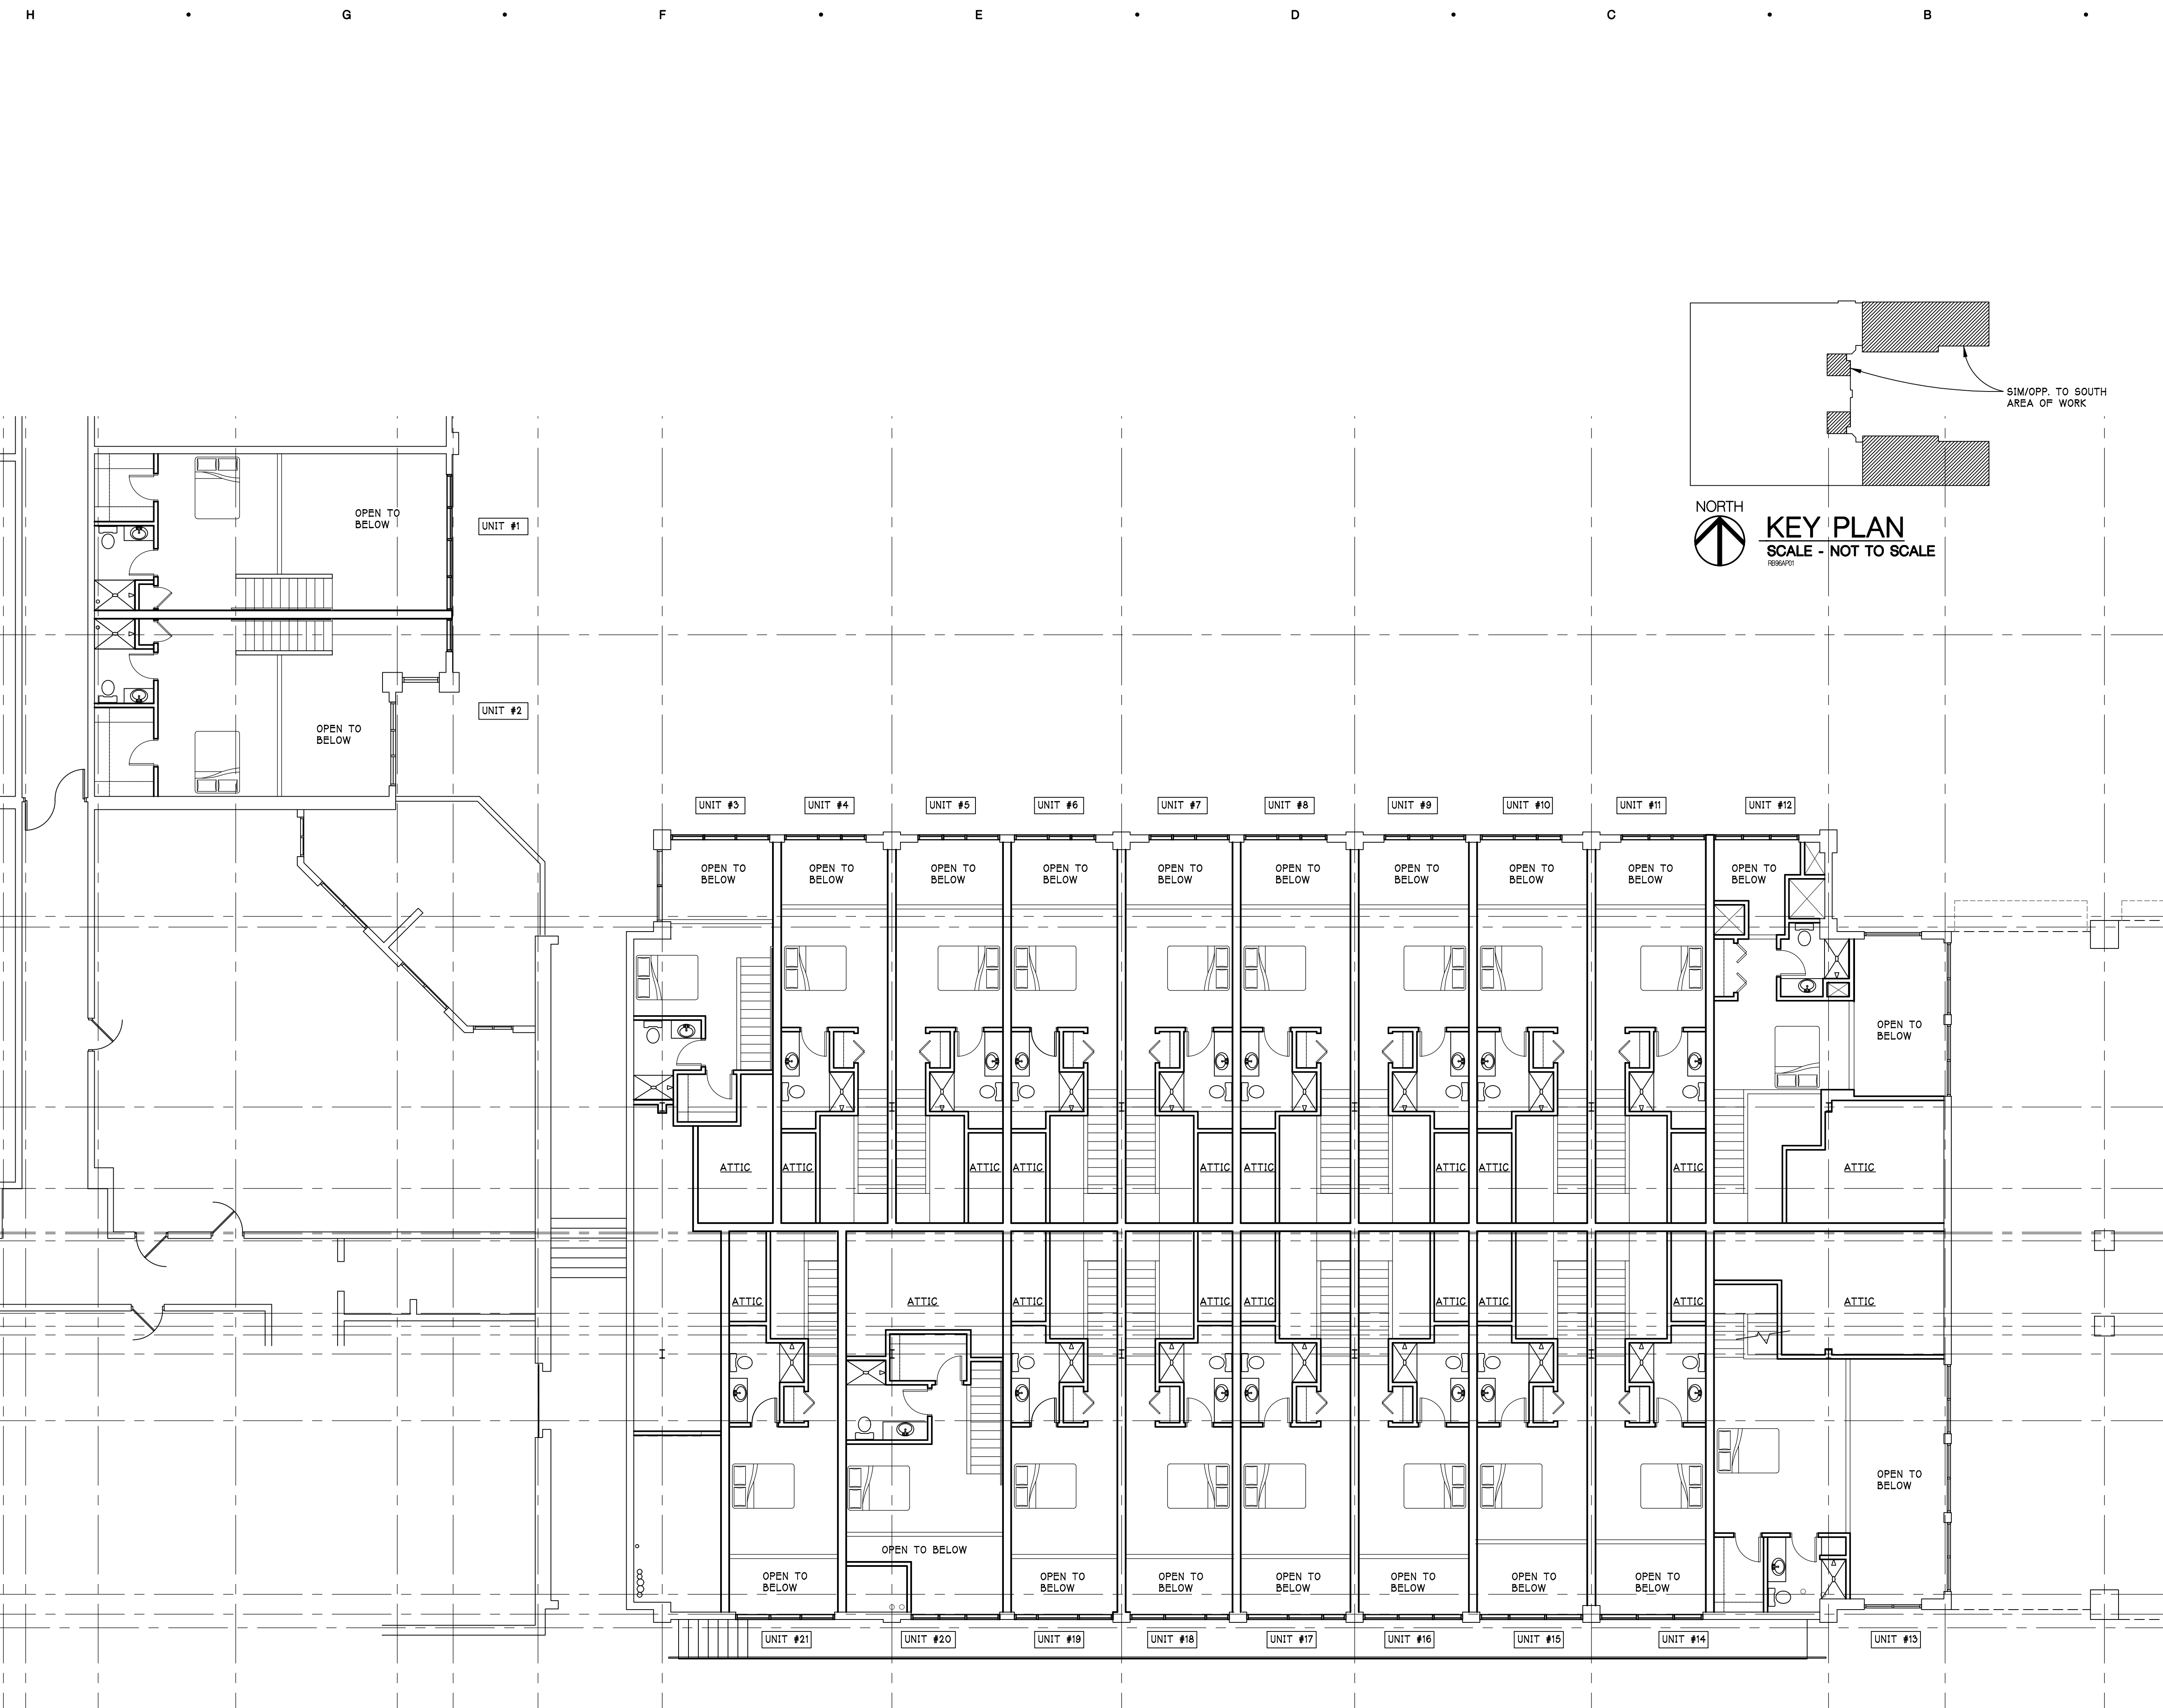 H G F E D C B
SIM/OPP. TO SOUTH
AREA OF WORK
NORTH
KEY PLAN
SCALE - NOT TO SCALE
RB96AP01
OPEN TO
BELOW
UNIT #1
UNIT #2
OPEN TO
BELOW
UNIT #3 UNIT #4 UNIT #5 UNIT #6 UNIT #7 UNIT #8 UNIT #9 UNIT #10 UNIT #11 UNIT #12
OPEN TO OPEN TO OPEN TO OPEN TO OPEN TO OPEN TO OPEN TO OPEN TO OPEN TO OPEN TO
BELOW BELOW BELOW BELOW BELOW BELOW BELOW BELOW BELOW BELOW
OPEN TO
BELOW
ATTIC ATTIC ATTIC ATTIC ATTIC ATTIC ATTIC ATTIC ATTIC ATTIC
ATTIC ATTIC ATTIC ATTIC ATTIC ATTIC ATTIC ATTIC ATTIC
OPEN TO
BELOW
OPEN TO BELOW
OPEN TO OPEN TO OPEN TO OPEN TO OPEN TO OPEN TO OPEN TO
BELOW BELOW BELOW BELOW BELOW BELOW BELOW
UNIT #21 UNIT #20 UNIT #19 UNIT #18 UNIT #17 UNIT #16 UNIT #15 UNIT #14 UNIT #13